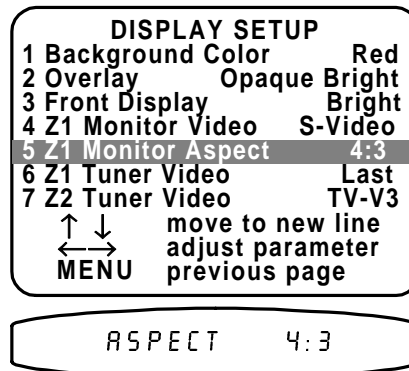 DISPLAY SETUP
1 Background Color Red
2 Overlay Opaque Bright
3 Front Display Bright
4 Z1 Monitor Video S-Video
5 Z1 Monitor Aspect 4:3
6 Z1 Tuner Video Last
7 Z2 Tuner Video TV-V3
↑ ↓ move to new line
←→ adjust parameter
MENU previous page
ASPECT 4:3